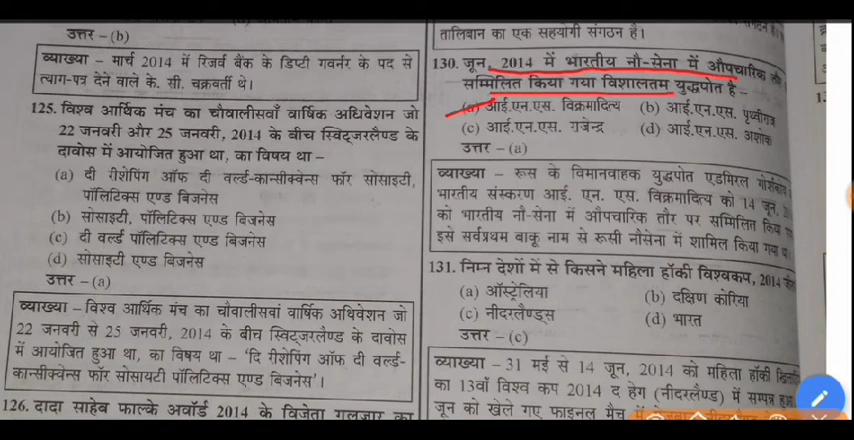 उत्तर –(b)
व्याख्या – मार्च 2014 में रिजर्व बैंक के डिप्टी गवर्नर के पद से
त्याग-पत्र देने वाले के. सी. चक्रवर्ती थे।
125. विश्व आर्थिक मंच का चौवालीसवां वार्षिक अधिवेशन जो
22 जनवरी और 25 जनवरी, 2014 के बीच स्विट्जरलैण्ड के
दावोस में आयोजित हुआ था, का विषय था –
(a) दी रीशेपिंग ऑफ दी वर्ल्ड-कान्सीक्वेन्स फॉर सोसाइटी,
पॉलिटिक्स एण्ड बिजनेस
(b) सोसाइटी, पॉलिटिक्स एण्ड बिजनेस
(c) दी वर्ल्ड पॉलिटिक्स एण्ड बिजनेस
(d) सोसाइटी एण्ड बिजनेस
उत्तर –(a)
व्याख्या – विश्व आर्थिक मंच का चौवालीसवां वार्षिक अधिवेशन जो
22 जनवरी से 25 जनवरी, 2014 के बीच स्विट्जरलैण्ड के दावोस
में आयोजित हुआ था, का विषय था – 'दि रीशेपिंग ऑफ दी वर्ल्ड-
कान्सीक्वेन्स फॉर सोसायटी पॉलिटिक्स एण्ड बिजनेस'।
126. दादा साहेब फाल्के अवॉर्ड 2014 के विजेता गुलजार का
तालिबान का एक सहयोगी संगठन है।
130. जून, 2014 में भारतीय नौ-सेना में औपचारिक
सम्मिलित किया गया विशालतम युद्धपोत है –
(a) आई.एन.एस. विक्रमादित्य (b) आई.एन.एस. पृथ्वीराज
(c) आई.एन.एस. गजेन्द्र (d) आई.एन.एस. अशोक
उत्तर –(a)
व्याख्या – रूस के विमानवाहक युद्धपोत एडमिरल
भारतीय संस्करण आई. एन. एस. विक्रमादित्य को 14 जून,
को भारतीय नौ-सेना में औपचारिक तौर पर सम्मिलित किया
इसे सर्वप्रथम बाकू नाम से रूसी नौसेना में शामिल किया गया
131. निम्न देशों में से किसने महिला हॉकी विश्वकप, 2014
(a) ऑस्ट्रेलिया (b) दक्षिण कोरिया
(c) नीदरलैण्ड्स (d) भारत
उत्तर –(c)
व्याख्या – 31 मई से 14 जून, 2014 को महिला हॉकी
का 13वाँ विश्व कप 2014 द हेग (नीदरलैण्ड) में सम्पन्न
जून को खेले गए फाइनल मैच में